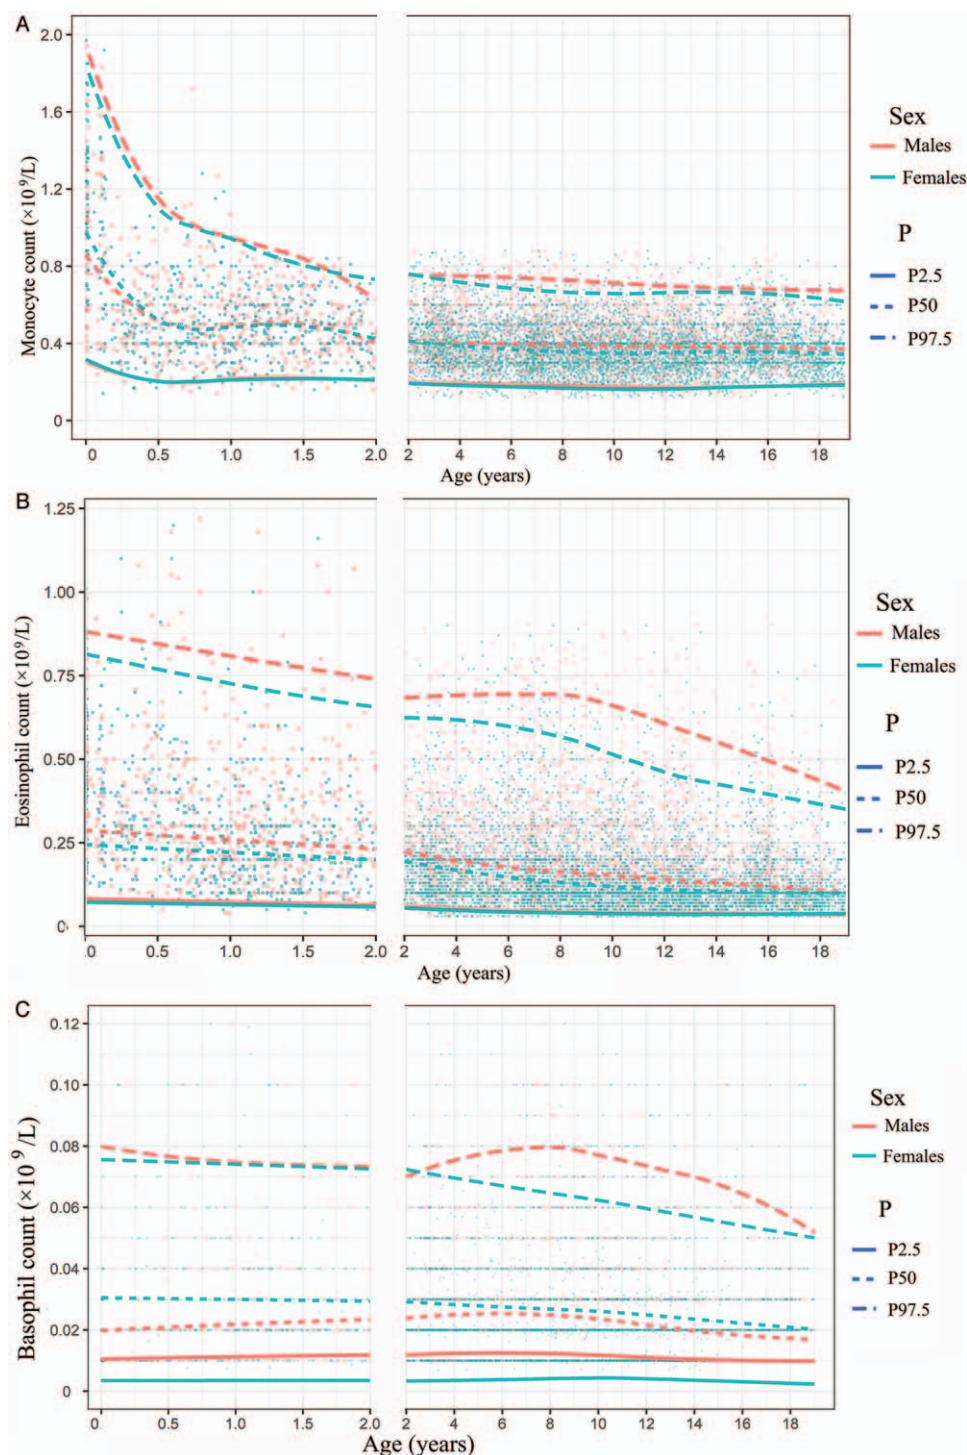 A
2.0
1.6
1.2
0.8
0.4
0
Monocyte count (×10⁹/L)
0 0.5 1.0 1.5 2.0 2 4 6 8 10 12 14 16 18
Age (years)
Sex
Males
Females
P
P2.5
P50
P97.5
B
1.25
1.00
0.75
0.50
0.25
0
Eosinophil count (×10⁹/L)
.0 0.5 1.0 1.5 2.0 2 4 6 8 10 12 14 16 18
Age (years)
Sex
Males
Females
P
P2.5
P50
P97.5
C
0.12
0.10
0.08
0.06
0.04
0.02
0
Basophil count (×10⁹/L)
0. 0.5 1.0 1.5 2.0 2 4 6 8 10 12 14 16 18
Age (years)
Sex
Males
Females
P
P2.5
P50
P97.5